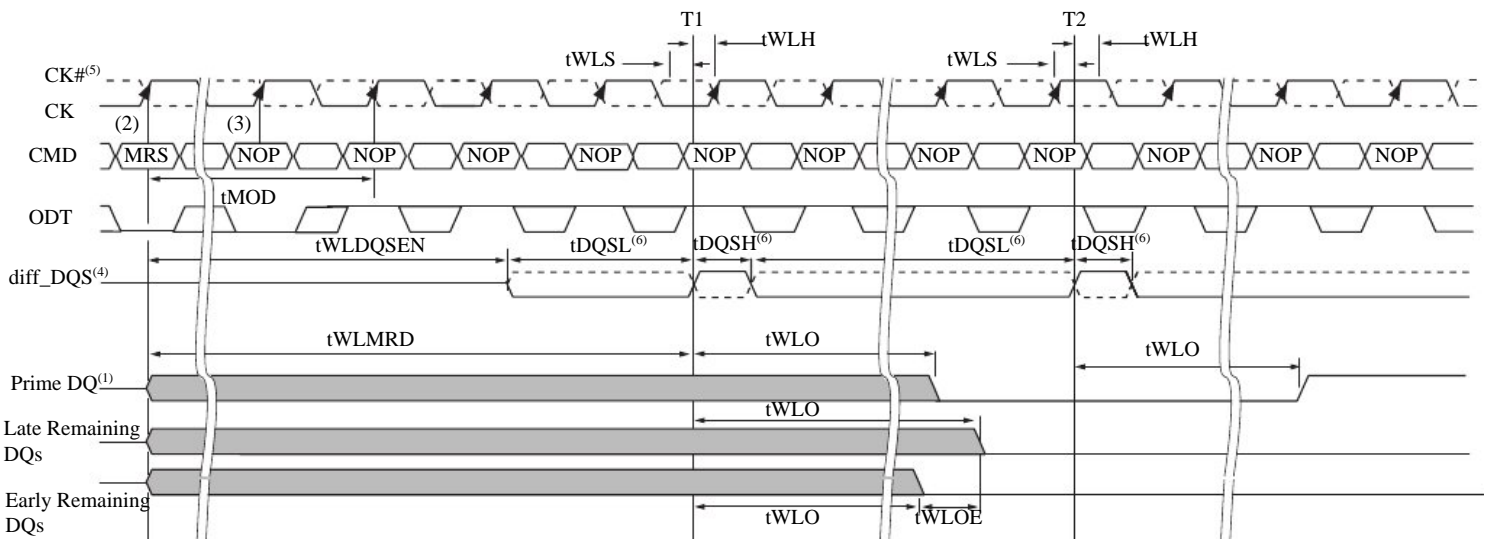 T1 T2
tWLH tWLH
tWLS tWLS
CK#(5)
CK
(2) (3)
CMD MRS NOP NOP NOP NOP NOP NOP NOP NOP NOP NOP NOP
tMOD
ODT
tWLDQSEN tDQSL(6) tDQSH(6) tDQSL(6) tDQSH(6)
diff_DQS(4)
tWLMRD tWLO tWLO
Prime DQ(1)
tWLO
Late Remaining
DQs
Early Remaining
DQs
tWLO tWLOE